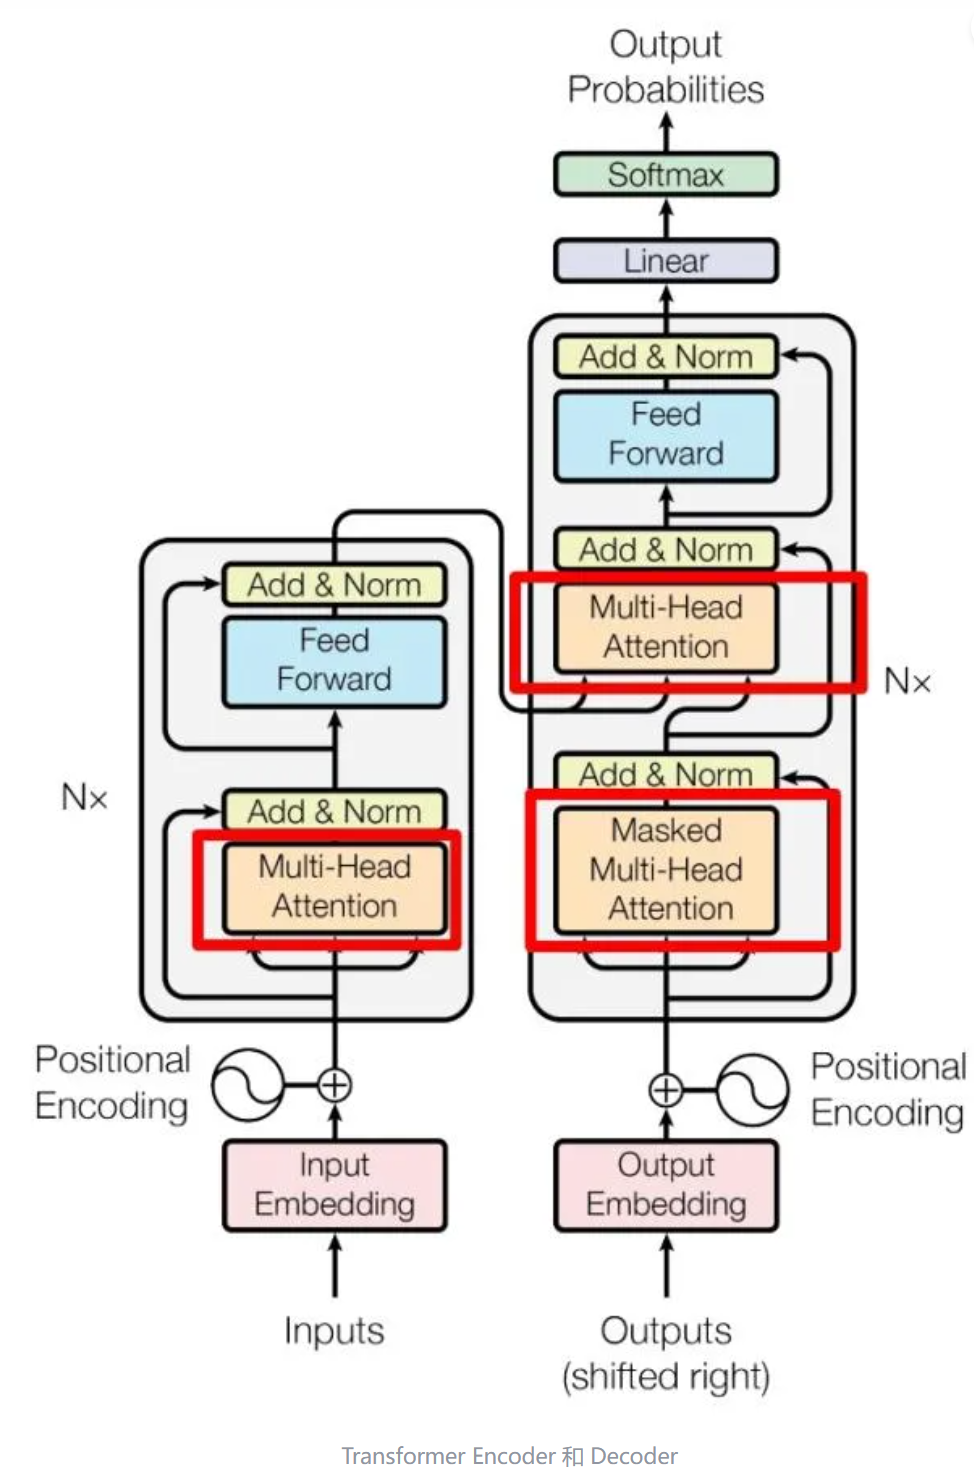 Output
Probabilities
Softmax
Linear
Add & Norm
Feed
Forward
Add & Norm
Multi-Head
Attention
Nx
Add & Norm
Masked
Multi-Head
Attention
Add & Norm
Feed
Forward
Nx
Add & Norm
Multi-Head
Attention
Positional
Encoding
Positional
Encoding
Input
Embedding
Output
Embedding
Inputs
Outputs
(shifted right)
Transformer Encoder 和 Decoder